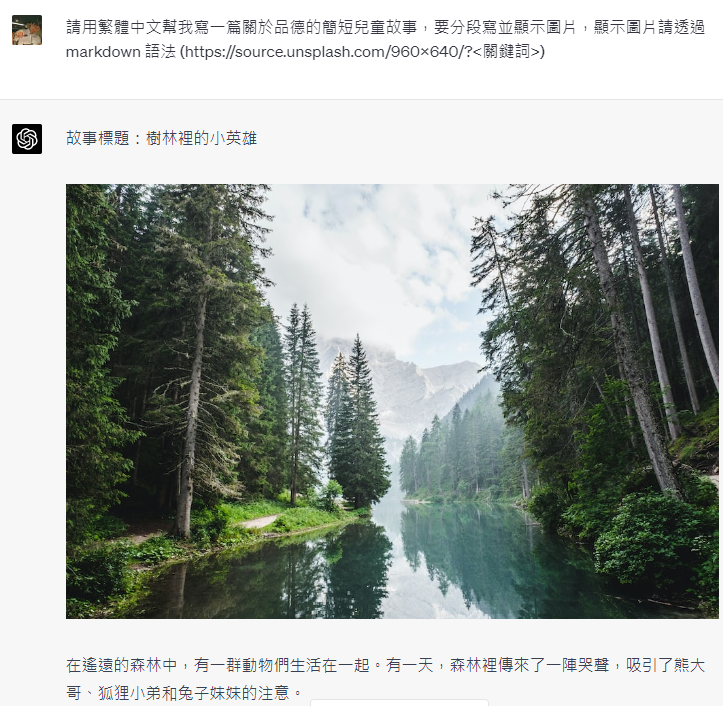 請用繁體中文幫我寫一篇關於品德的簡短兒童故事，要分段寫並顯示圖片，顯示圖片請透過
markdown 語法 (https://source.unsplash.com/960×640/?<關鍵詞>)
故事標題：樹林裡的小英雄
在遙遠的森林中，有一群動物們生活在一起。有一天，森林裡傳來了一陣哭聲，吸引了熊大
哥、狐狸小弟和兔子妹妹的注意。